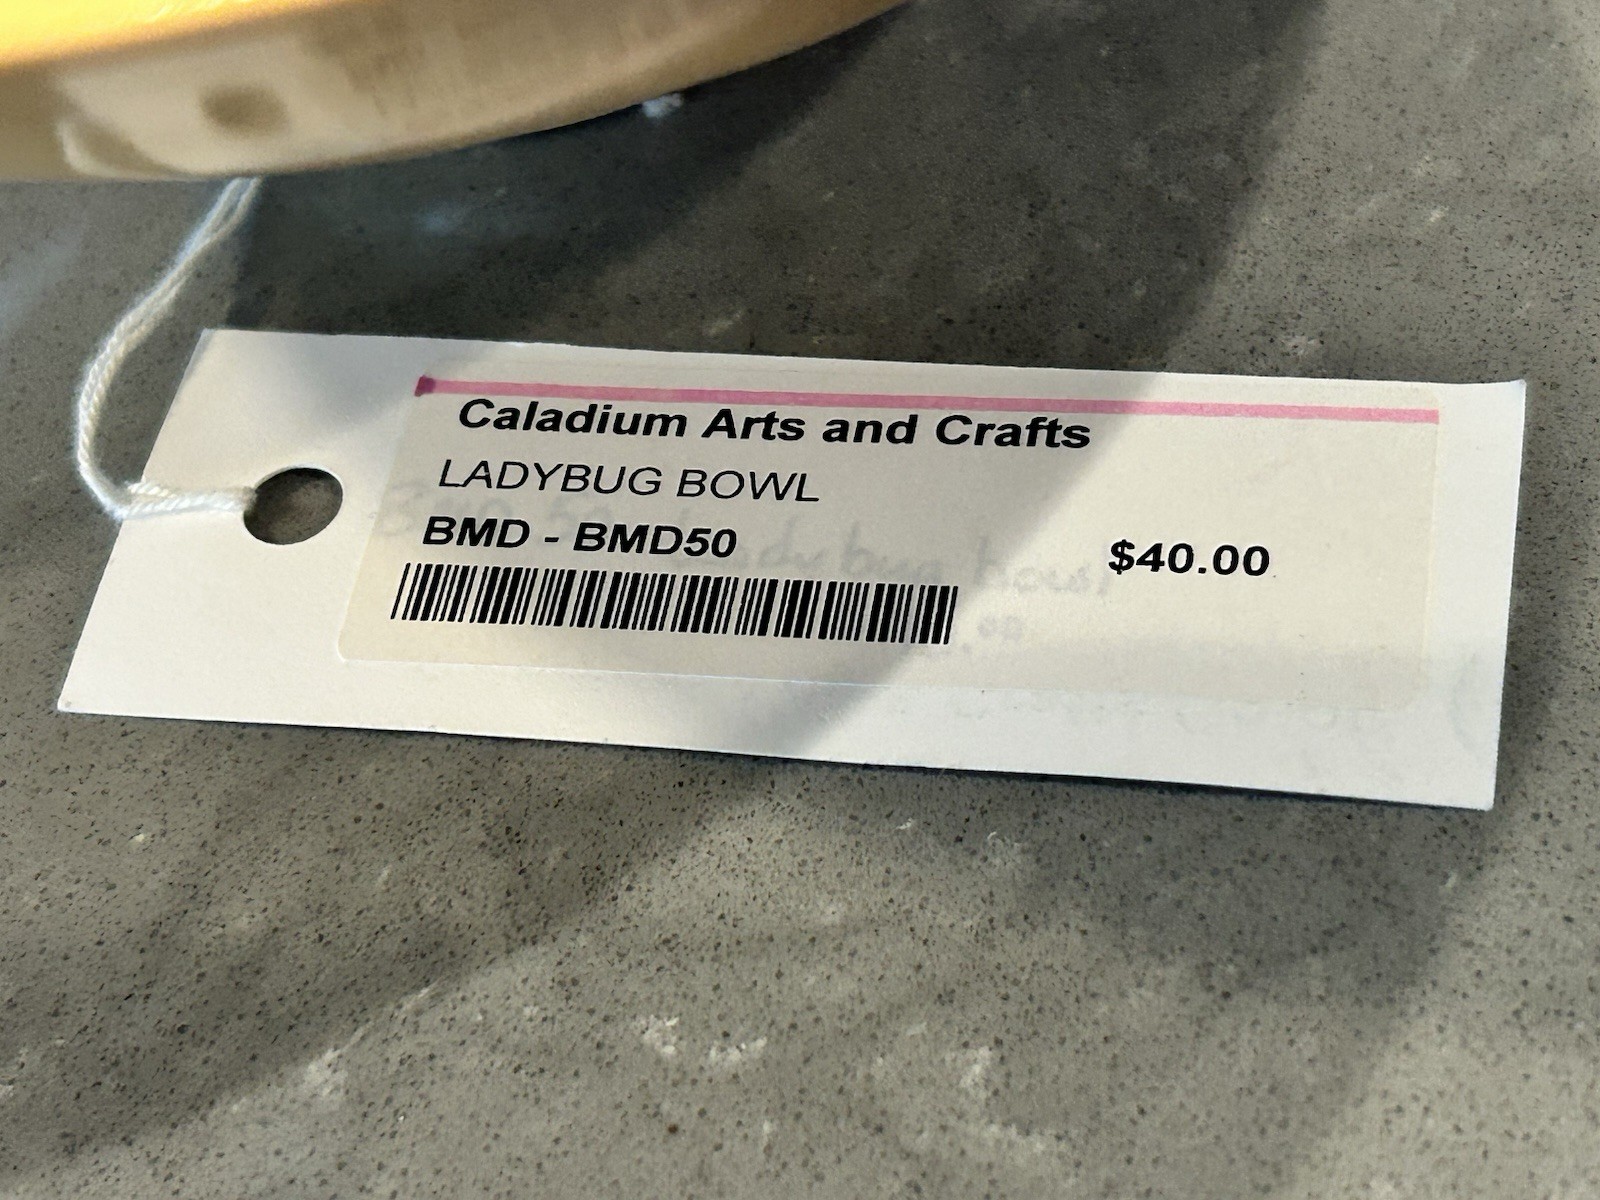 Caladium Arts and Crafts
LADYBUG BOWL
BMD - BMD50
$40.00